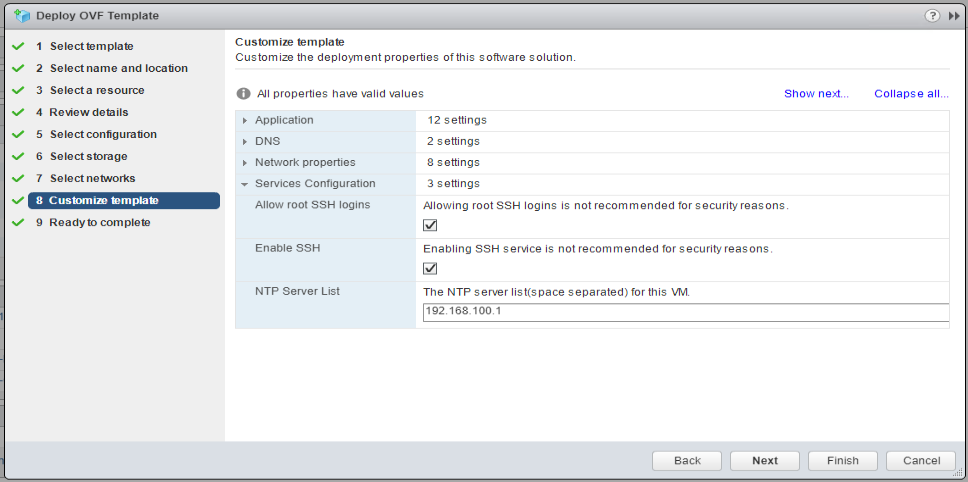 Deploy OVF Template
?
1 Select template
2 Select name and location
3 Select a resource
4 Review details
5 Select configuration
6 Select storage
7 Select networks
8 Customize template
9 Ready to complete
Customize template
Customize the deployment properties of this software solution.
All properties have valid values
Show next...
Collapse all...
Application 12 settings
DNS 2 settings
Network properties 8 settings
Services Configuration 3 settings
Allow root SSH logins Allowing root SSH logins is not recommended for security reasons.
Enable SSH Enabling SSH service is not recommended for security reasons.
NTP Server List The NTP server list(space separated) for this VM.
192.168.100.1
Back
Next
Finish
Cancel